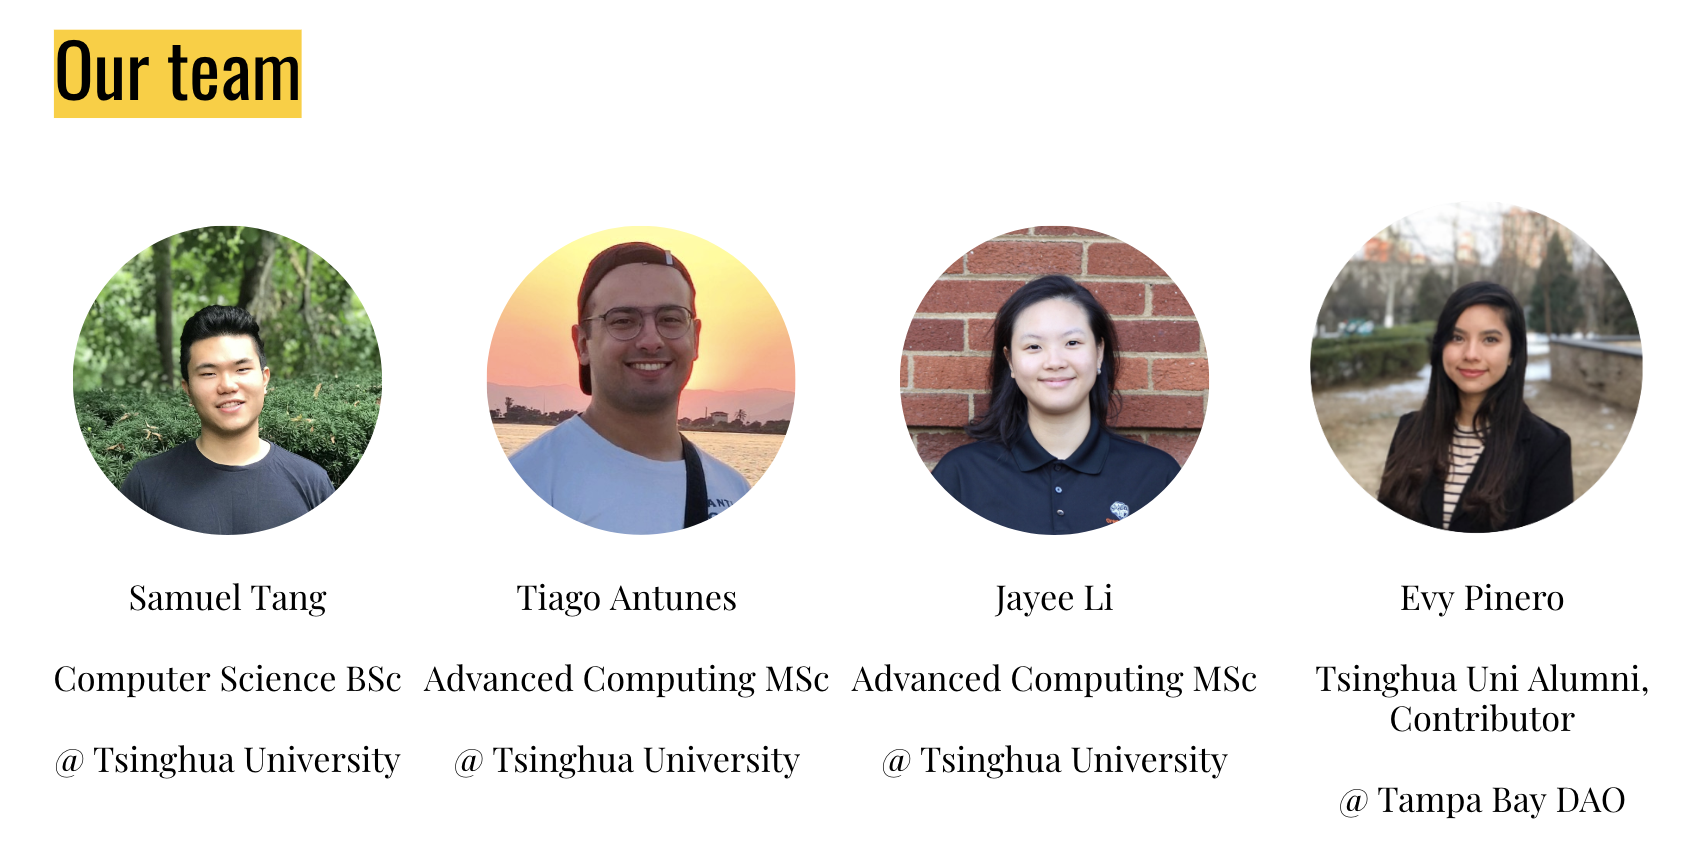 Our team
Samuel Tang
Tiago Antunes
Jayee Li
Evy Pinero
Computer Science BSc
Advanced Computing MSc
Advanced Computing MSc
Tsinghua Uni Alumni,
Contributor
@ Tsinghua University
@ Tsinghua University
@ Tsinghua University
@ Tampa Bay DAO